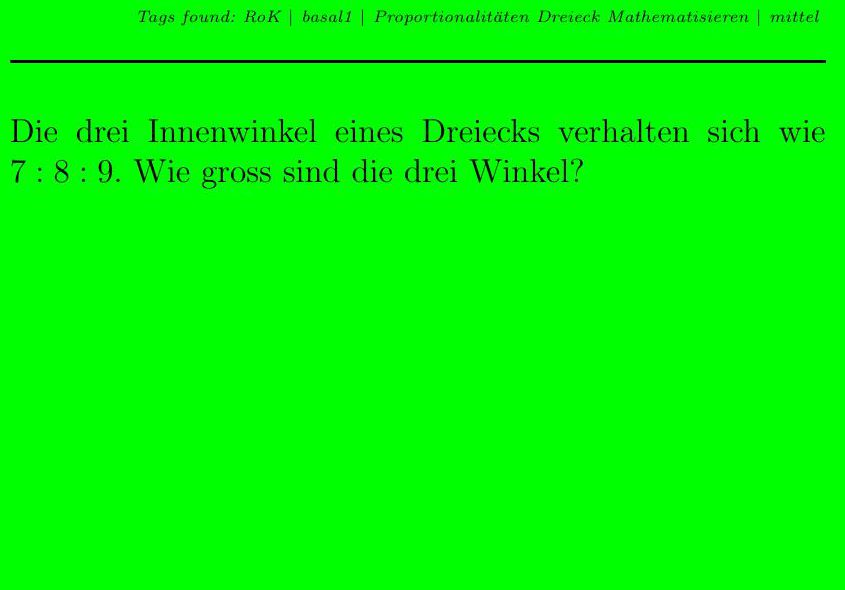 Tags found: RoK | basal1 | Proportionalitäten Dreieck Mathematisieren | mittel
Die drei Innenwinkel eines Dreiecks verhalten sich wie
7 : 8 : 9. Wie gross sind die drei Winkel?